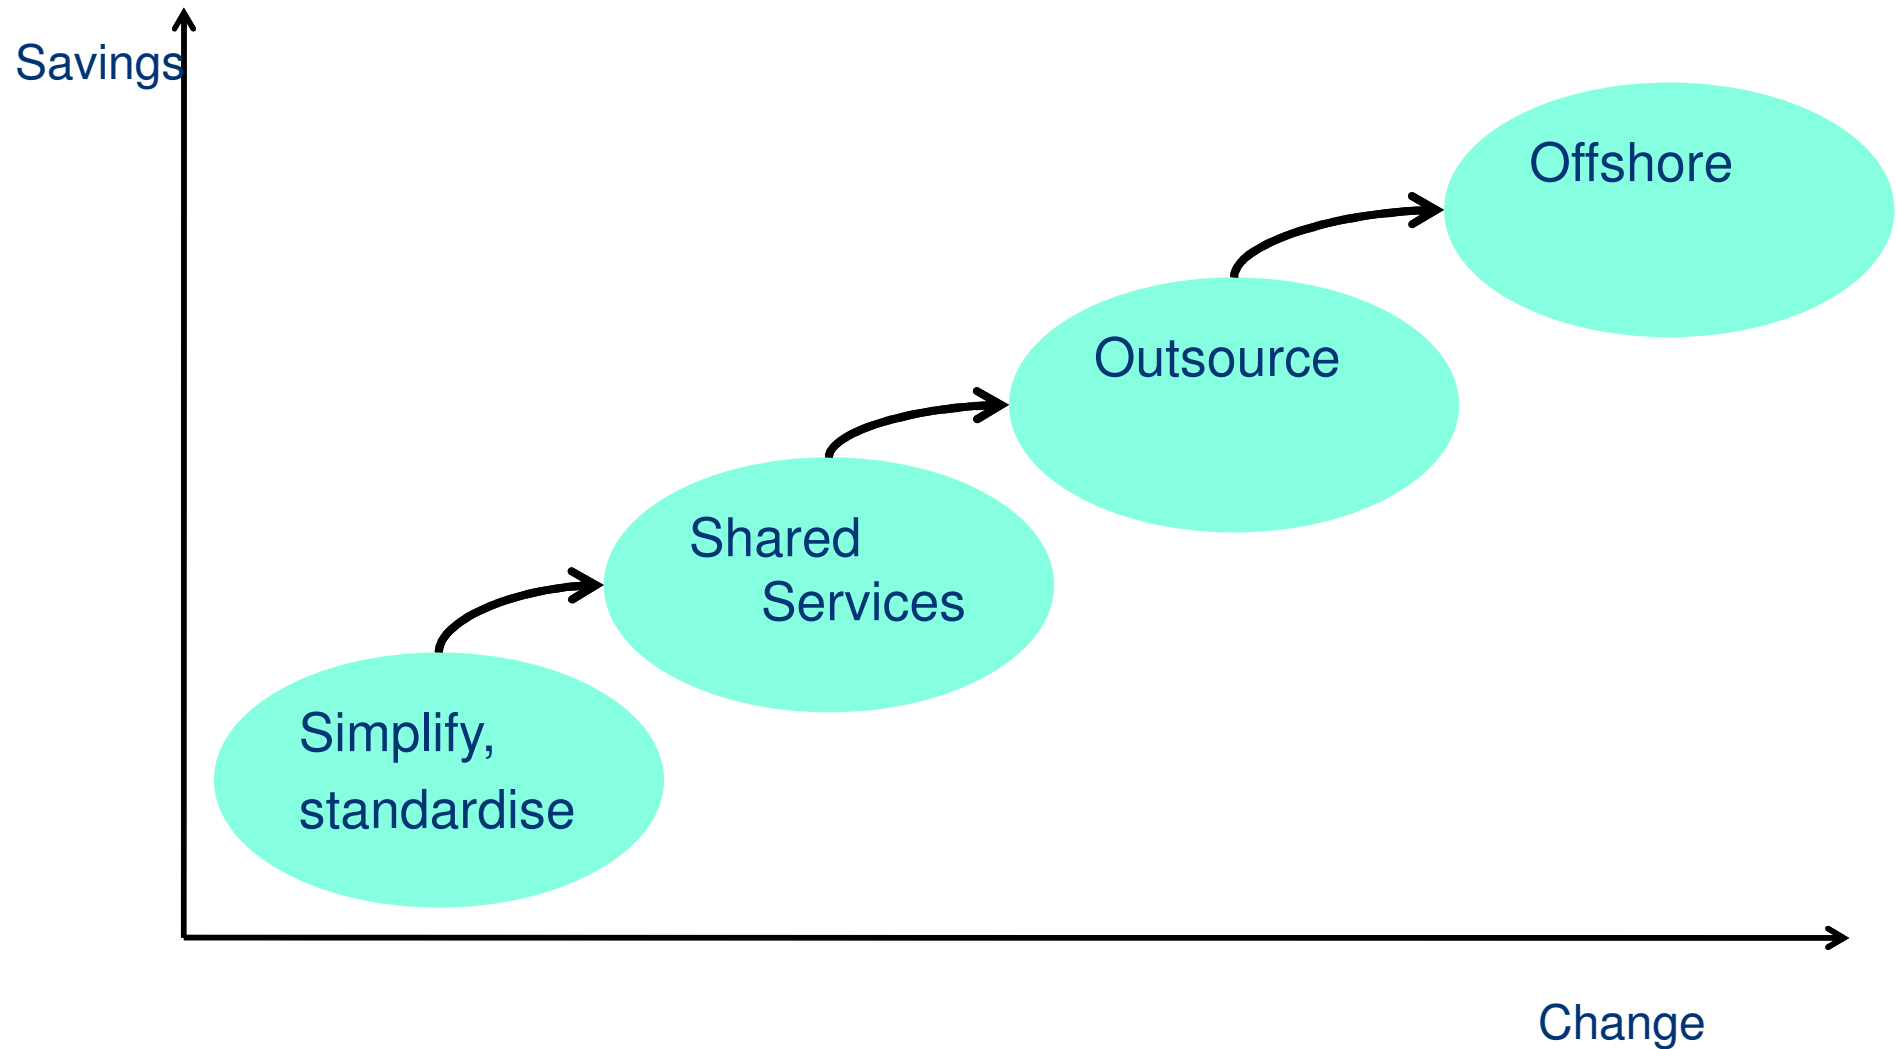 Savings
Offshore
Outsource
Shared
Services
Simplify,
standardise
Change